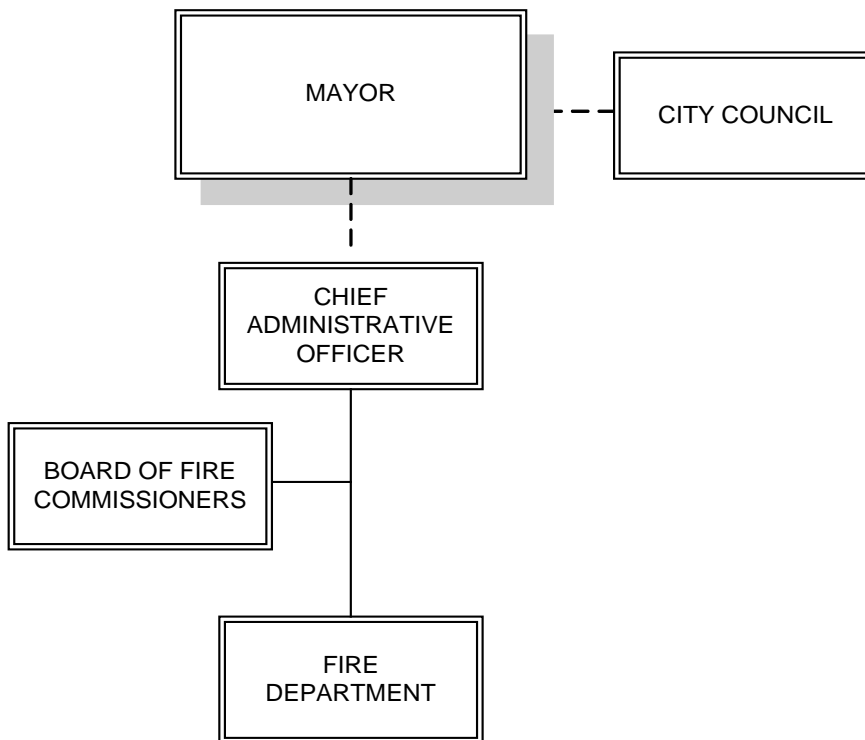 MAYOR
CITY COUNCIL
CHIEF
ADMINISTRATIVE
OFFICER
BOARD OF FIRE
COMMISSIONERS
FIRE
DEPARTMENT